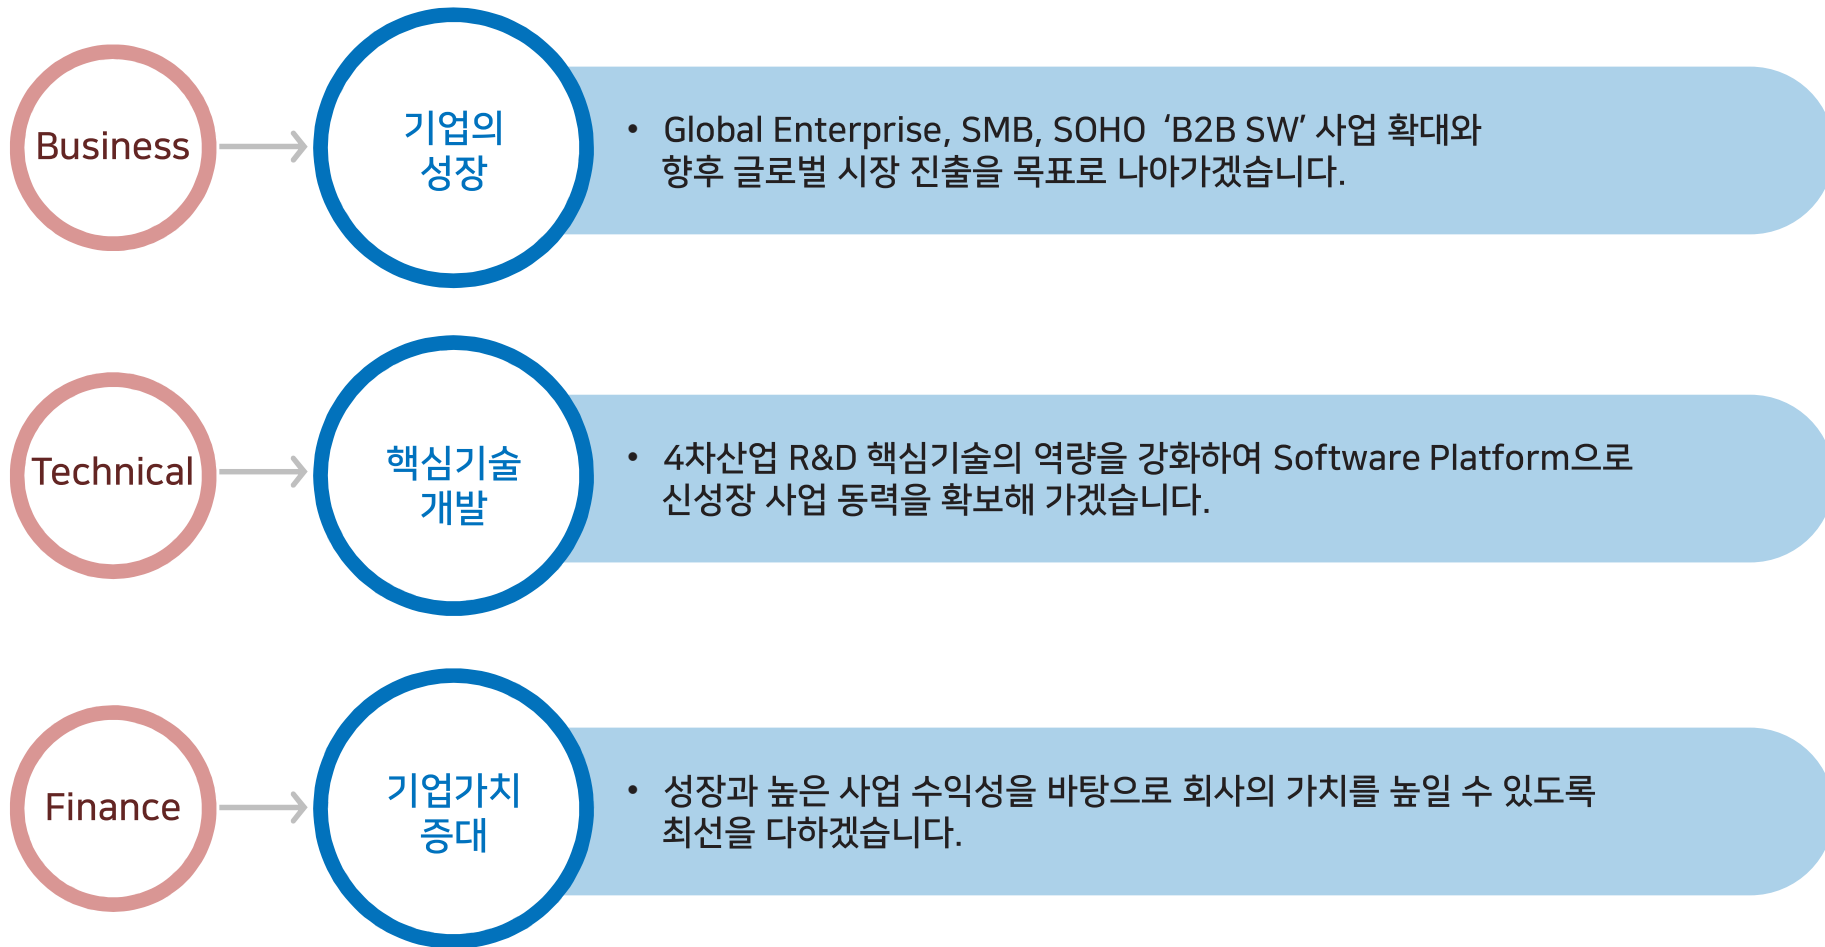 Business
기업의
성장
• Global Enterprise, SMB, SOHO ‘B2B SW’ 사업 확대와
향후 글로벌 시장 진출을 목표로 나아가겠습니다.
Technical
핵심기술
개발
• 4차산업 R&D 핵심기술의 역량을 강화하여 Software Platform으로
신성장 사업 동력을 확보해 가겠습니다.
Finance
기업가치
증대
• 성장과 높은 사업 수익성을 바탕으로 회사의 가치를 높일 수 있도록
최선을 다하겠습니다.